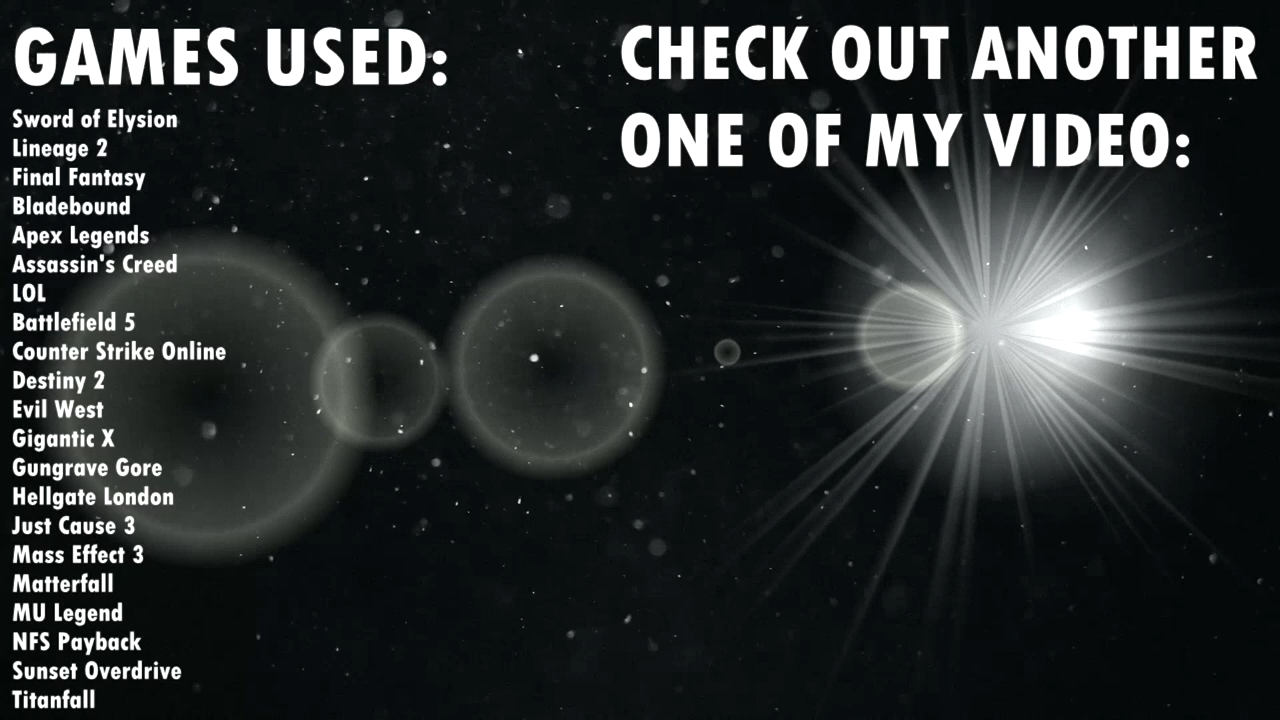 GAMES USED:
Sword of Elysion
Lineage 2
Final Fantasy
Bladebound
Apex Legends
Assassin's Creed
LOL
Battlefield 5
Counter Strike Online
Destiny 2
Evil West
Gigantic X
Gungrave Gore
Hellgate London
Just Cause 3
Mass Effect 3
Matterfall
MU Legend
NFS Payback
Sunset Overdrive
Titanfall
CHECK OUT ANOTHER
ONE OF MY VIDEO: